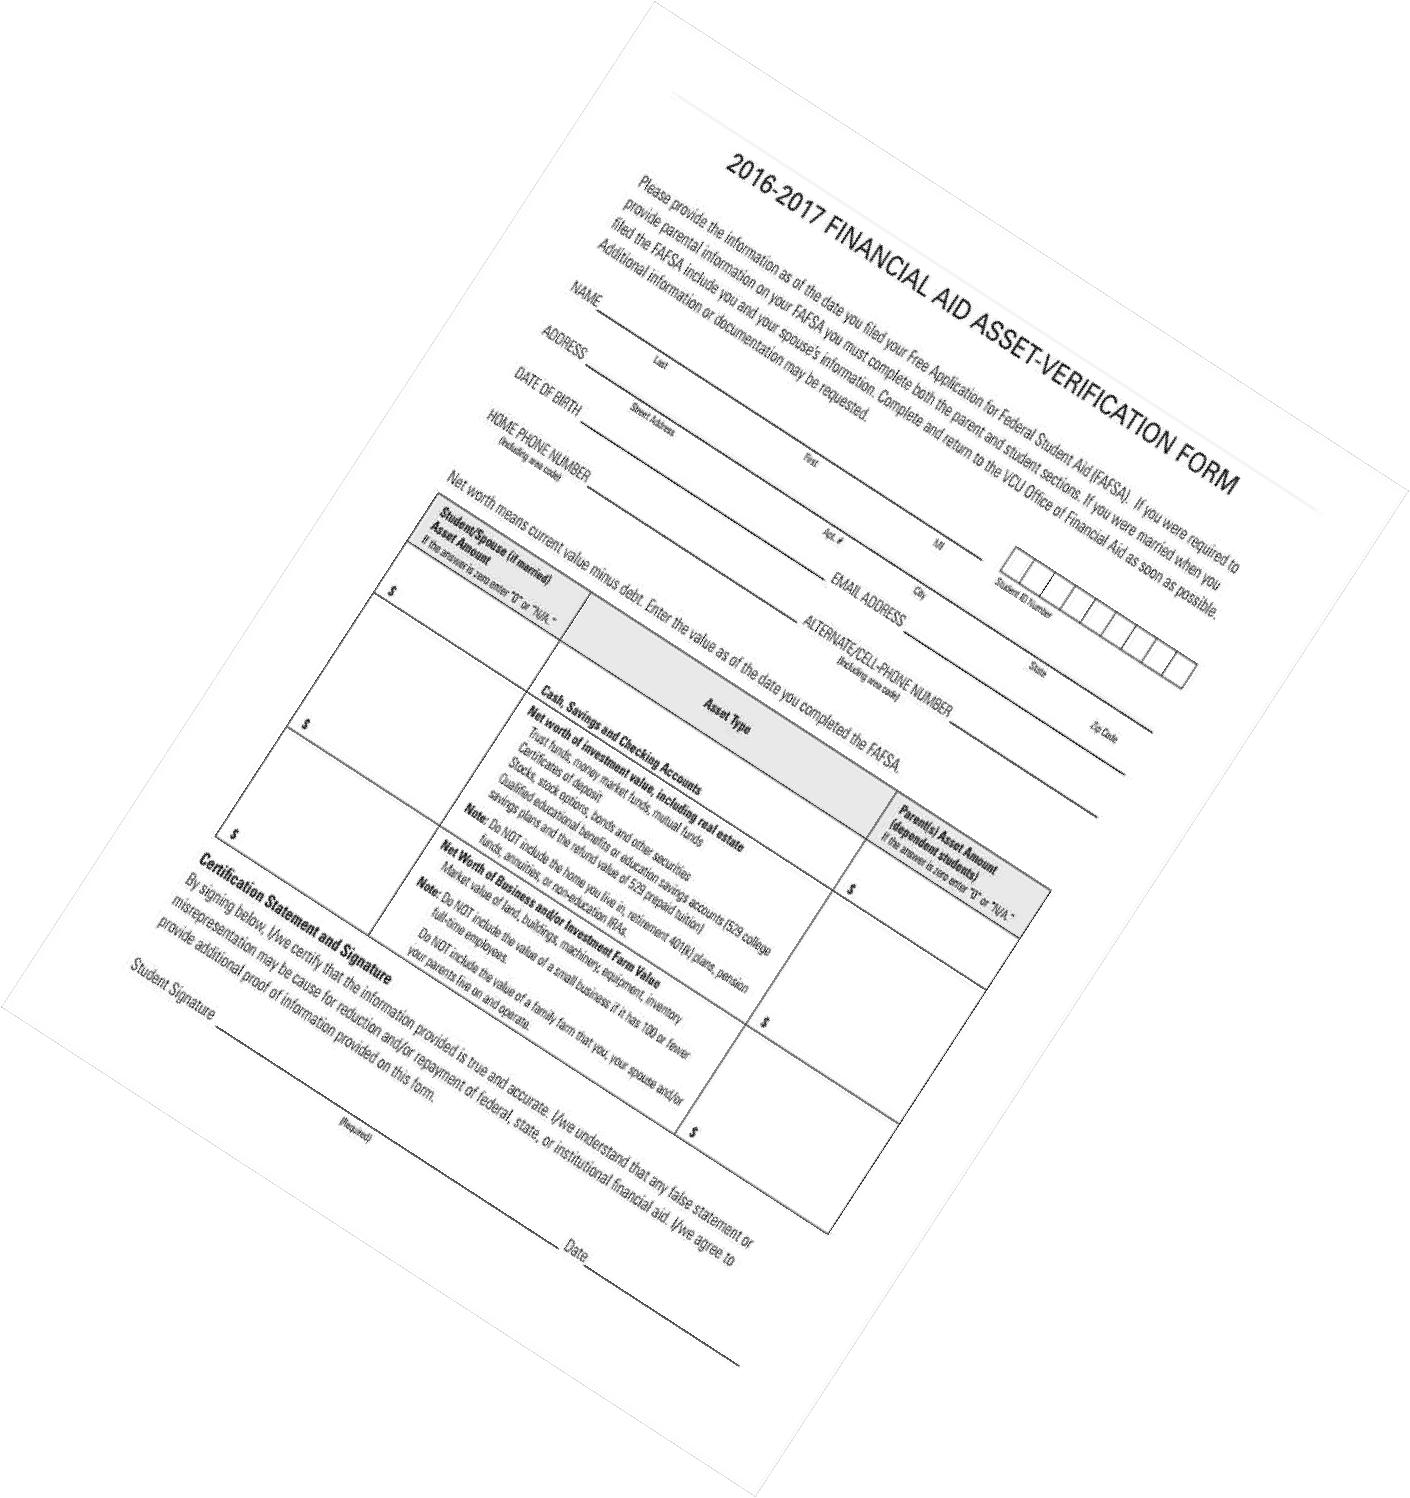 2016-2017 FINANCIAL AID ASSET-VERIFICATION FORM
Please provide the information as of the date you filed your Free Application for Federal Student Aid (FAFSA). If you were required to
provide parental information on your FAFSA you must complete both the parent and student sections. If you were married when you
filed the FAFSA include you and your spouse's information. Complete and return to the VCU Office of Financial Aid as soon as possible.
Additional information or documentation may be requested.
NAME
Last First MI Student ID Number
ADDRESS
Street Address Apt. # City State Zip Code
DATE OF BIRTH EMAIL ADDRESS
HOME PHONE NUMBER ALTERNATE/CELL-PHONE NUMBER
(Including area code) (Including area code)
Net worth means current value minus debt. Enter the value as of the date you completed the FAFSA.
Student/Spouse (if married)
Asset Amount
If the answer is zero enter "0" or "N/A."
Asset Type
Parent(s) Asset Amount
(dependent students)
If the answer is zero enter "0" or "N/A."
$
Cash, Savings and Checking Accounts
$
$
Net worth of investment value, including real estate
Trust funds, money market funds, mutual funds
Certificates of deposit
Stocks, stock options, bonds and other securities
Qualified educational benefits or education savings accounts (529 college
savings plans and the refund value of 529 prepaid tuition)
Note: Do NOT include the home you live in, retirement 401(k) plans, pension
funds, annuities, or non-education IRAs.
$
$
Net Worth of Business and/or Investment Farm Value
Market value of land, buildings, machinery, equipment, inventory
Note: Do NOT include the value of a small business if it has 100 or fewer
full-time employees.
Do NOT include the value of a family farm that you, your spouse and/or
your parents live on and operate.
$
Certification Statement and Signature
By signing below, I/we certify that the information provided is true and accurate. I/we understand that any false statement or
misrepresentation may be cause for reduction and/or repayment of federal, state, or institutional financial aid. I/we agree to
provide additional proof of information provided on this form.
Student Signature Date
(Required)